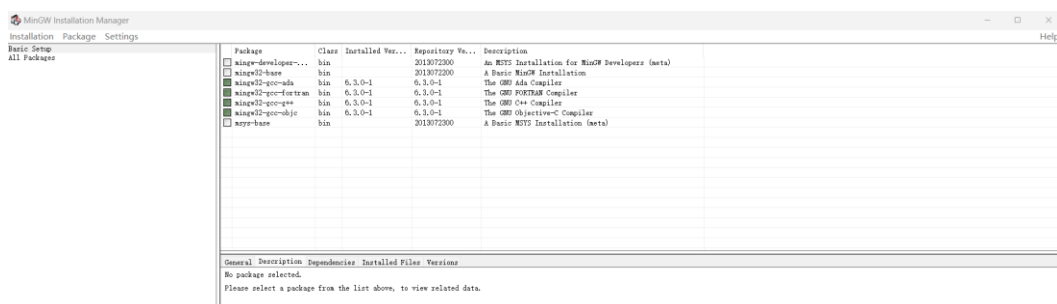 MinGW Installation Manager
Installation Package Settings Help
Basic Setup
All Packages
Package Class Installed Ver... Repository Ve... Description
mingw-developer-... bin 2013072300 An MSYS Installation for MinGW Developers (meta)
mingw32-base bin 2013072200 A Basic MinGW Installation
mingw32-gcc-ada bin 6.3.0-1 6.3.0-1 The GNU Ada Compiler
mingw32-gcc-fortran bin 6.3.0-1 6.3.0-1 The GNU FORTRAN Compiler
mingw32-gcc-g++ bin 6.3.0-1 6.3.0-1 The GNU C++ Compiler
mingw32-gcc-objc bin 6.3.0-1 6.3.0-1 The GNU Objective-C Compiler
msys-base bin 2013072300 A Basic MSYS Installation (meta)
General Description Dependencies Installed Files Versions
No package selected.
Please select a package from the list above, to view related data.